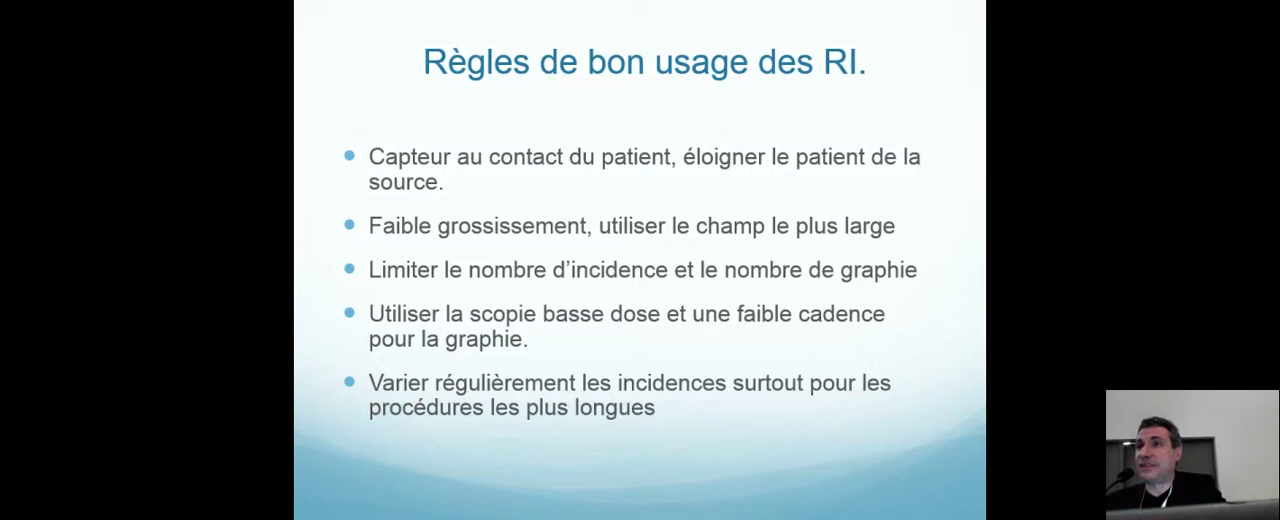 Règles de bon usage des RI.
Capteur au contact du patient, éloigner le patient de la
source.
Faible grossissement, utiliser le champ le plus large
Limiter le nombre d’incidence et le nombre de graphie
Utiliser la scopie basse dose et une faible cadence
pour la graphie.
Varier régulièrement les incidences surtout pour les
procédures les plus longues